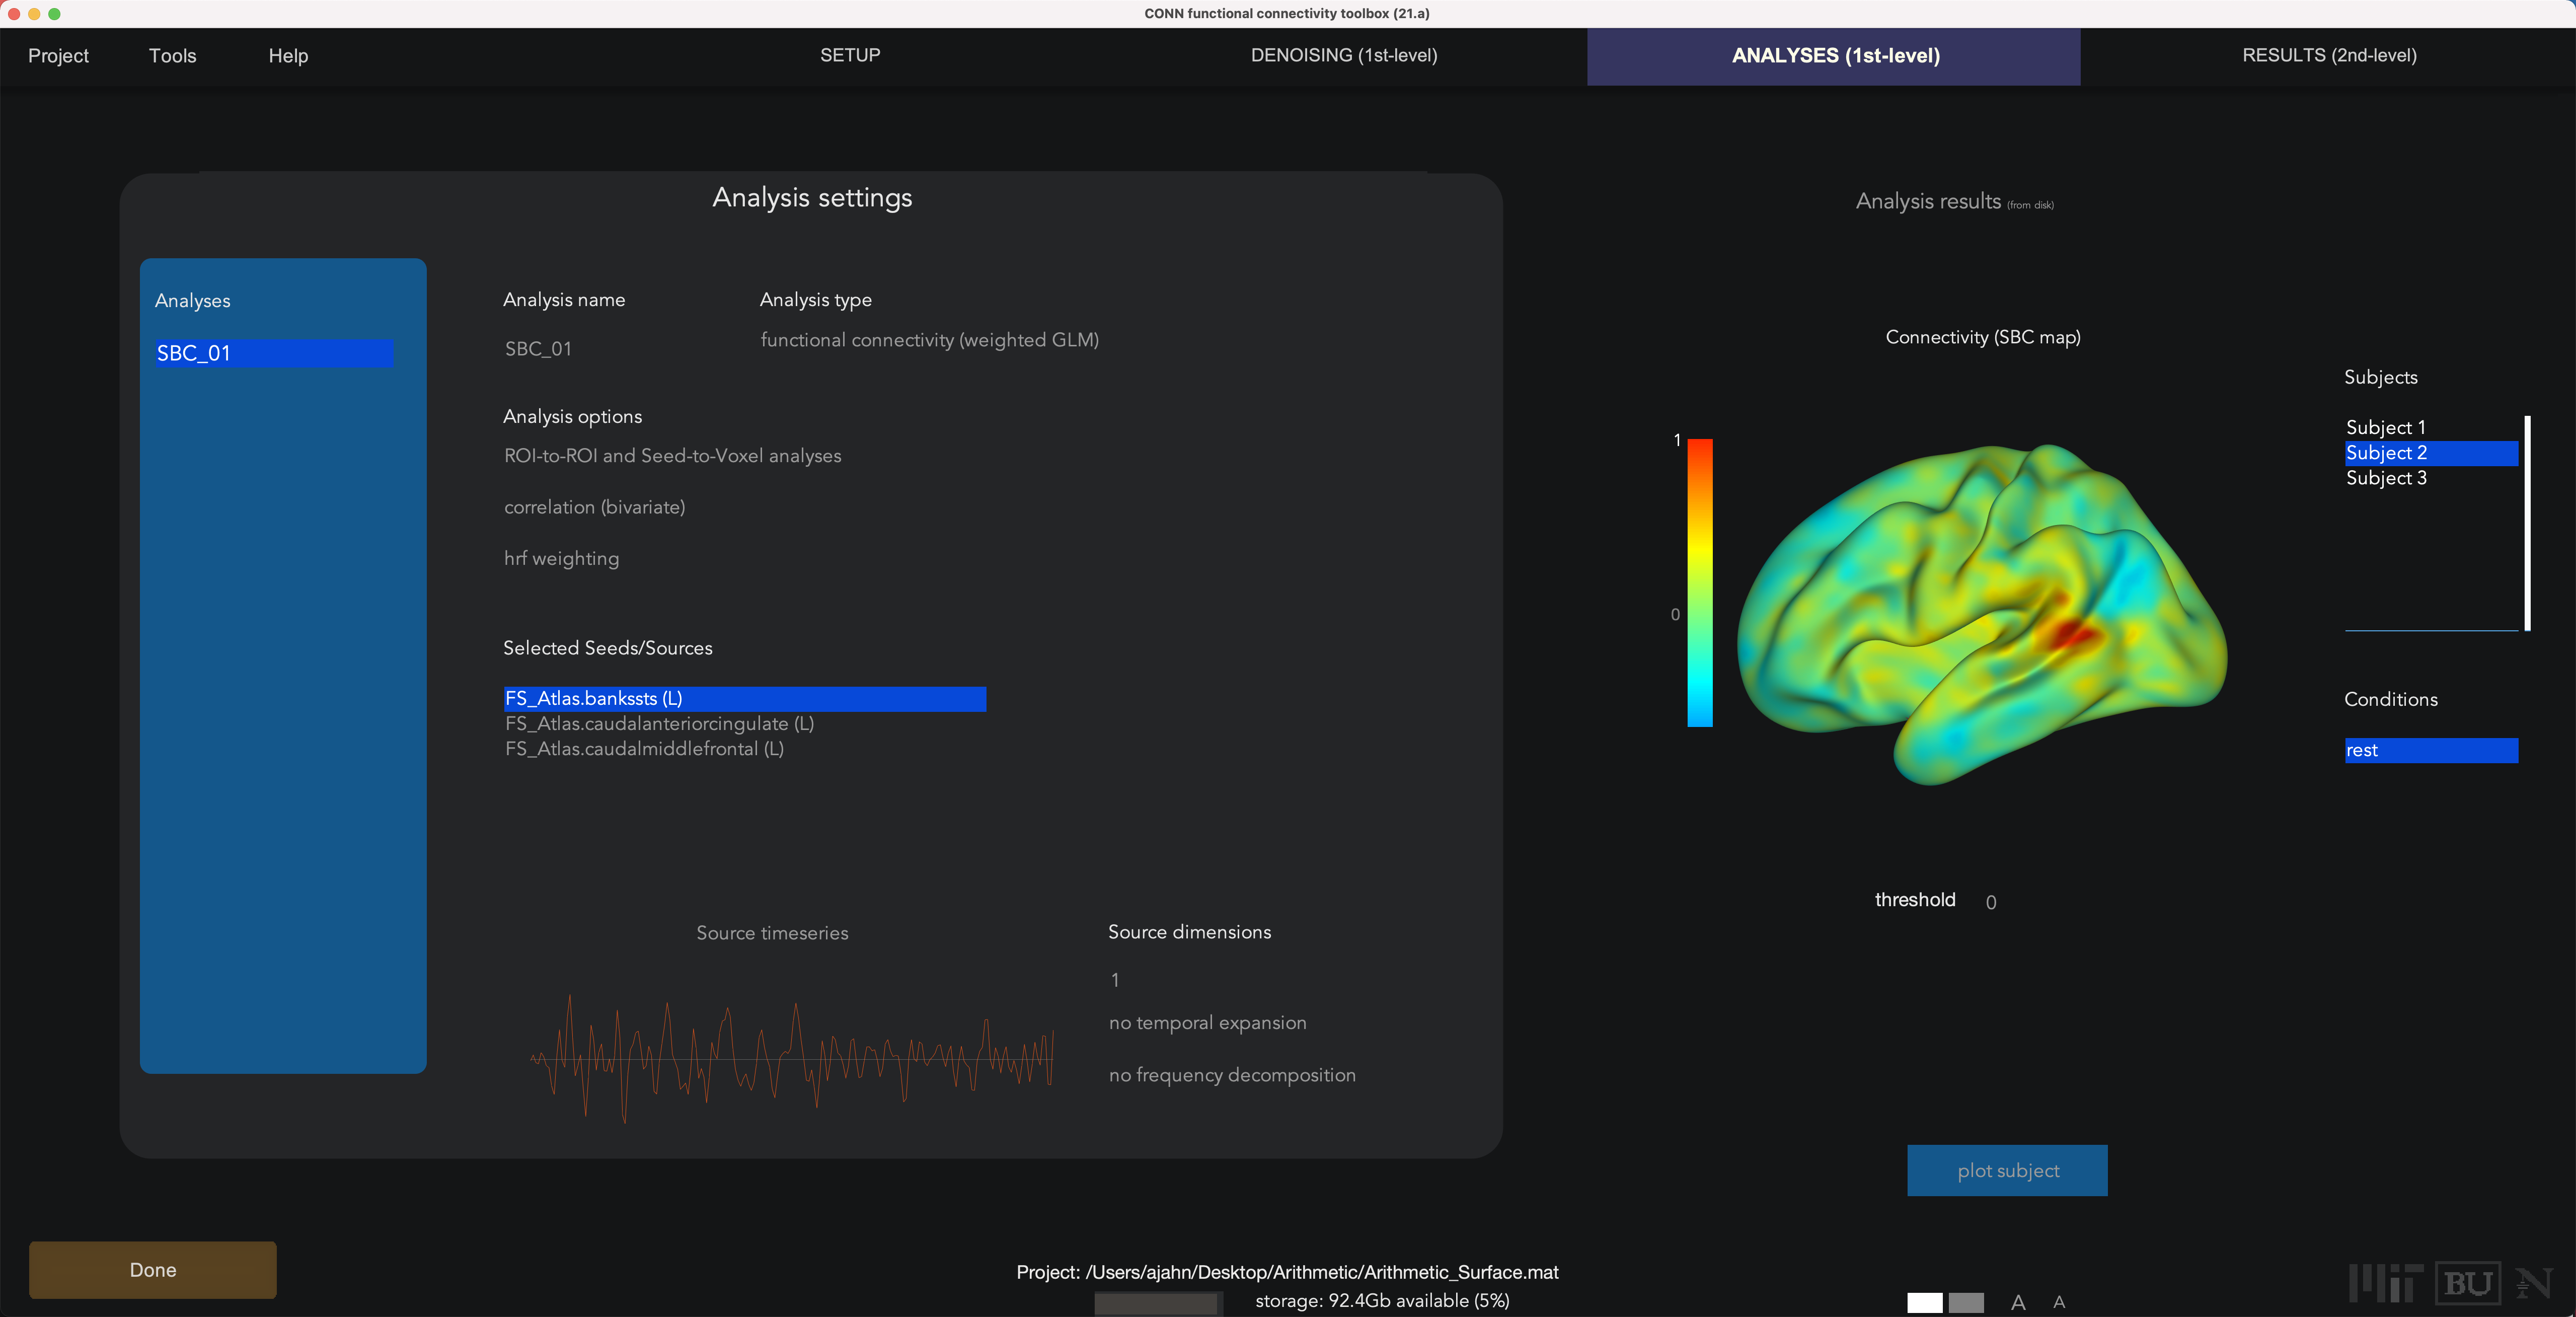 CONN functional connectivity toolbox (21.a)
Project Tools Help SETUP DENOISING (1st-level) ANALYSES (1st-level) RESULTS (2nd-level)
Analysis settings
Analyses
SBC_01
Analysis name
SBC_01
Analysis type
functional connectivity (weighted GLM)
Analysis options
ROI-to-ROI and Seed-to-Voxel analyses
correlation (bivariate)
hrf weighting
Selected Seeds/Sources
FS_Atlas.bankssts (L)
FS_Atlas.caudalanteriorcingulate (L)
FS_Atlas.caudalmiddlefrontal (L)
Source timeseries
Source dimensions
1
no temporal expansion
no frequency decomposition
Analysis results (from disk)
Connectivity (SBC map)
1
0
Subjects
Subject 1
Subject 2
Subject 3
Conditions
rest
threshold 0
plot subject
Done
Project: /Users/ajahn/Desktop/Arithmetic/Arithmetic_Surface.mat
storage: 92.4Gb available (5%)
A A
MIT BU N